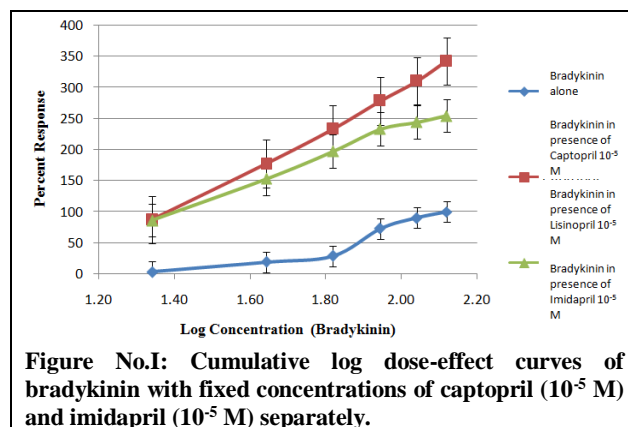 400
350
300
250
200
150
100
50
0
Percent Response
1.20 1.40 1.60 1.80 2.00 2.20
Log Concentration (Bradykinin)
Bradykinin
alone
Bradykinin in
presence of
Captopril 10-5
M
Bradykinin in
presence of
Lisinopril 10-5
M
Bradykinin in
presence of
Imidapril 10-5
M
Figure No.I: Cumulative log dose-effect curves of
bradykinin with fixed concentrations of captopril (10-5 M)
and imidapril (10-5 M) separately.